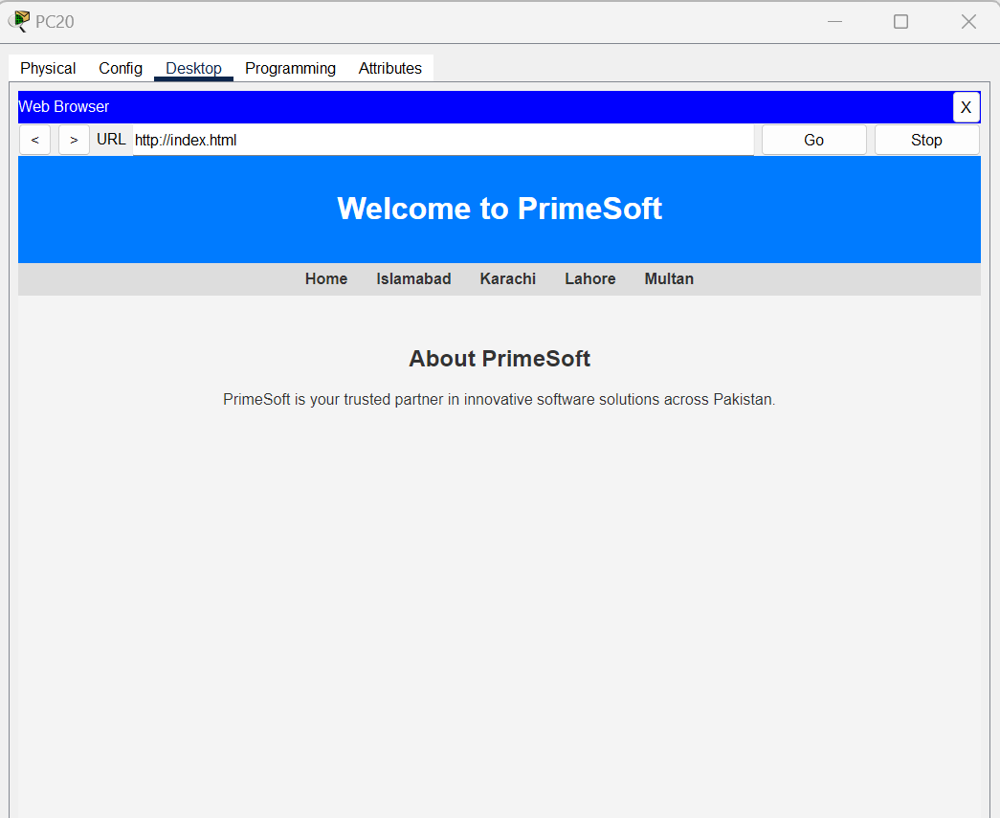 PC20
Physical Config Desktop Programming Attributes
Web Browser X
< > URL http://index.html Go Stop
Welcome to PrimeSoft
Home Islamabad Karachi Lahore Multan
About PrimeSoft
PrimeSoft is your trusted partner in innovative software solutions across Pakistan.